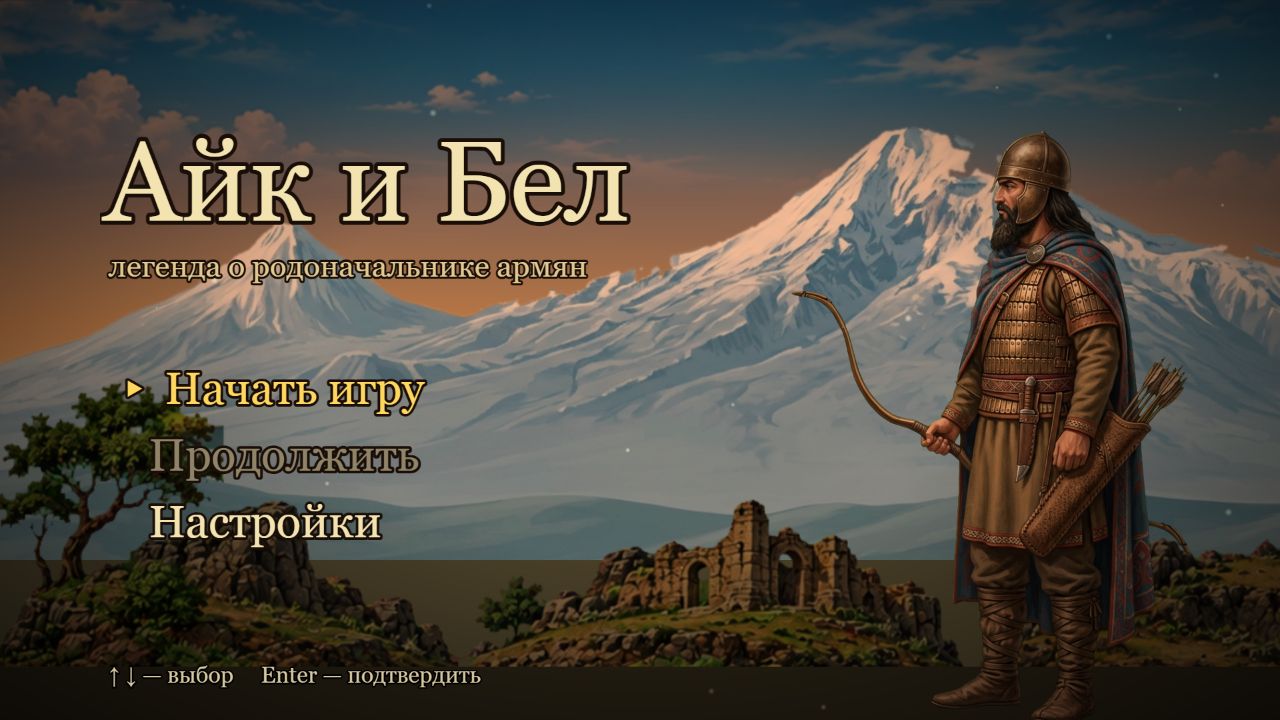 Айк и Бел
легенда о родоначальнике армян
▶ Начать игру
Продолжить
Настройки
↑ ↓ — выбор Enter — подтвердить